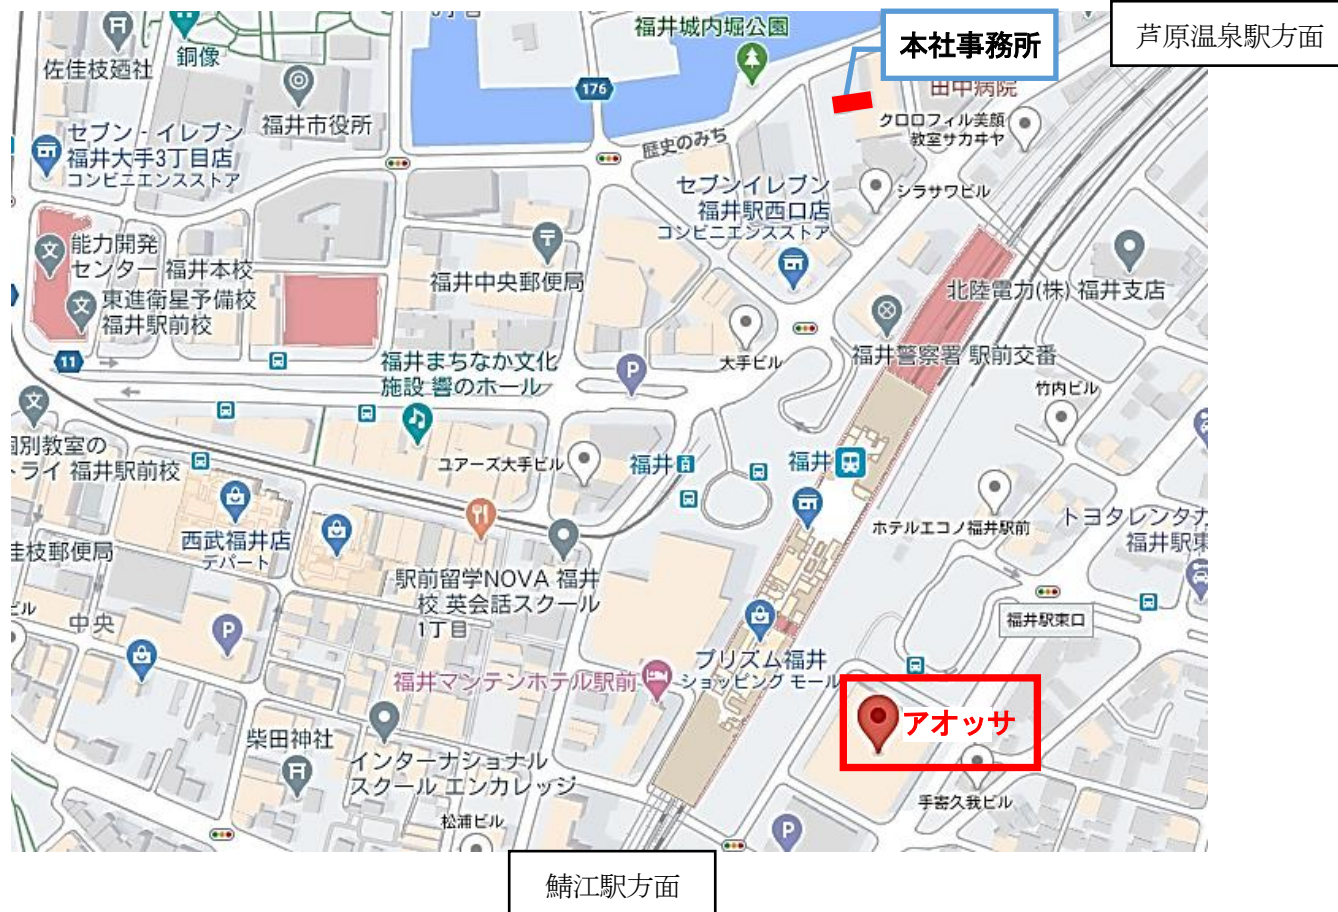 福井城内堀公園
本社事務所
芦原温泉駅方面
佐佳枝廼社
銅像
176
田中病院
福井市役所
クロロフィル美顔
教室サカヰヤ
セブン‐イレブン
福井大手3丁目店
コンビニエンスストア
歴史のみち
セブンイレブン
福井駅西口店
コンビニエンスストア
シラサワビル
能力開発
センター 福井本校
東進衛星予備校
福井駅前校
福井中央郵便局
北陸電力(株) 福井支店
11
福井まちなか文化
施設 響のホール
P
大手ビル
福井警察署 駅前交番
竹内ビル
個別教室の
トライ 福井駅前校
ユアーズ大手ビル
福井
福井
西武福井店
デパート
ホテルエコノ福井駅前
トヨタレンタカ
福井駅東
佳枝郵便局
駅前留学NOVA 福井
校 英会話スクール
1丁目
福井駅東口
ビル
中央
P
プリズム福井
ショッピング モール
福井マンテンホテル駅前
アオッサ
柴田神社
インターナショナル
スクール エンカレッジ
手寄久我ビル
松浦ビル
P
鯖江駅方面